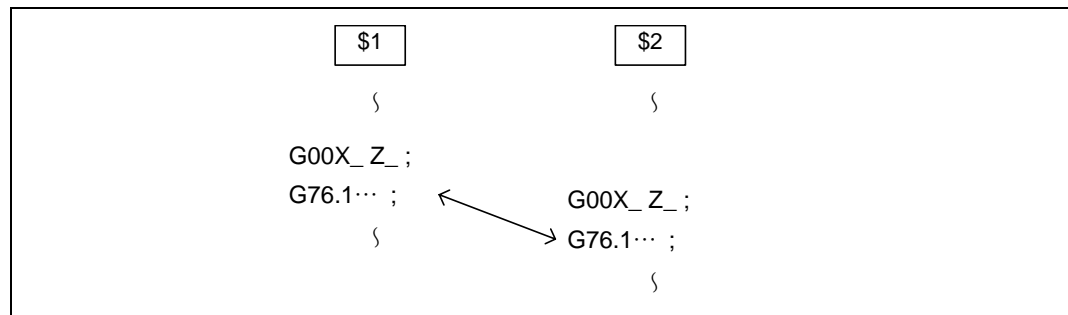 $1
$2
⸾
⸾
G00X_ Z_ ;
G76.1⋯ ;
G00X_ Z_ ;
⸾
G76.1⋯ ;
⸾